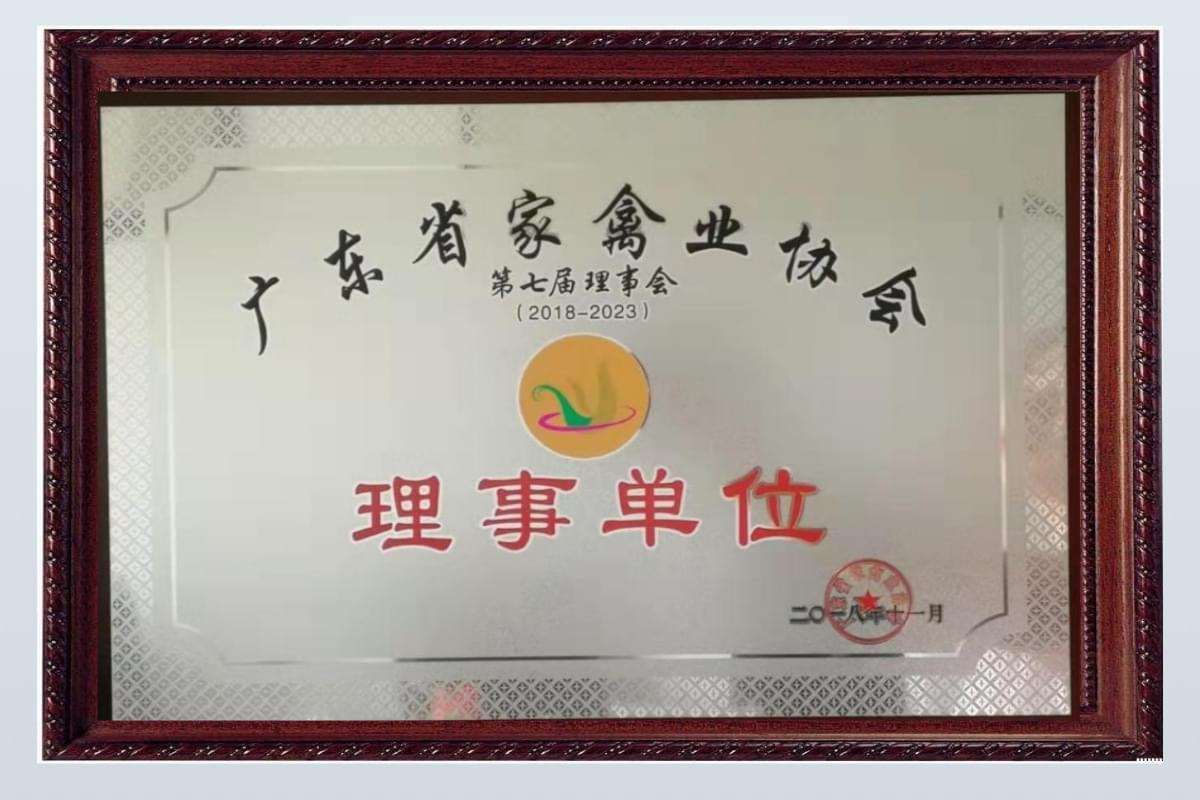 广东省家禽业协会
第七届理事会
(2018-2023)
理事单位
二〇一八年十一月